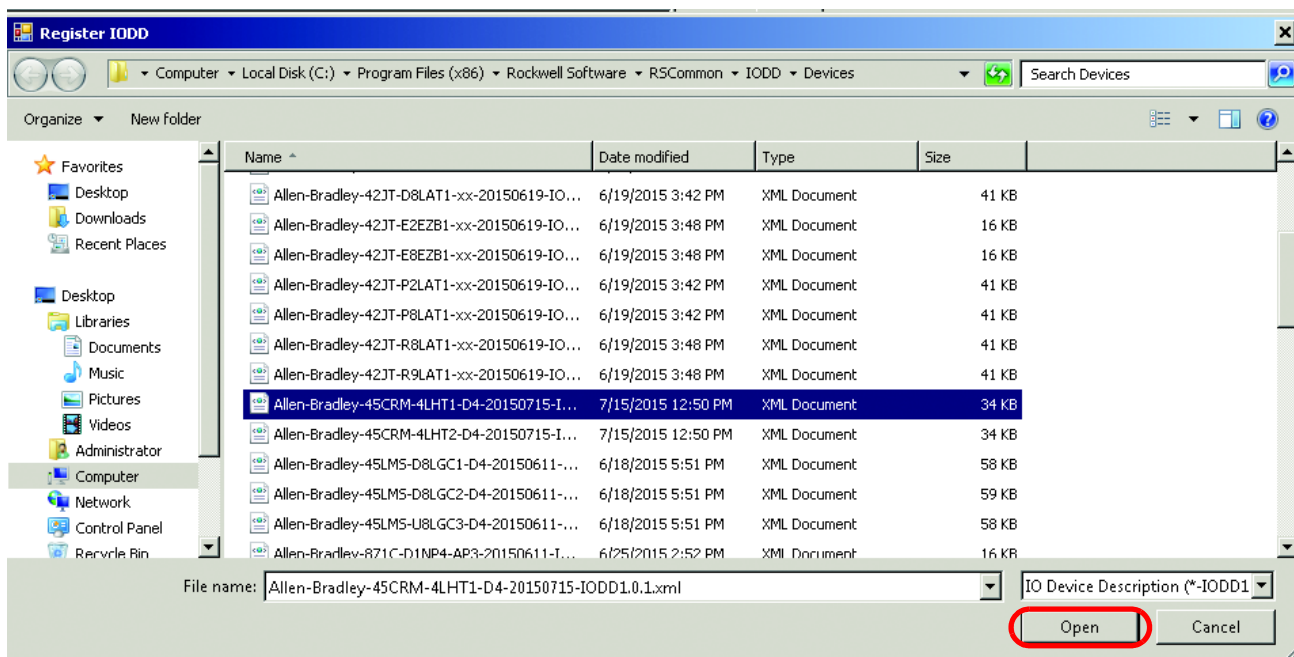 Register IODD
Computer Local Disk (C:) Program Files (x86) Rockwell Software RSCommon IODD Devices
Search Devices
Organize New folder
Favorites
Desktop
Downloads
Recent Places
Desktop
Libraries
Documents
Music
Pictures
Videos
Administrator
Computer
Network
Control Panel
Recycle Bin
Name Date modified Type Size
Allen-Bradley-42JT-D8LAT1-xx-20150619-IO... 6/19/2015 3:42 PM XML Document 41 KB
Allen-Bradley-42JT-E2EZB1-xx-20150619-IO... 6/19/2015 3:48 PM XML Document 16 KB
Allen-Bradley-42JT-E8EZB1-xx-20150619-IO... 6/19/2015 3:48 PM XML Document 16 KB
Allen-Bradley-42JT-P2LAT1-xx-20150619-IO... 6/19/2015 3:42 PM XML Document 41 KB
Allen-Bradley-42JT-P8LAT1-xx-20150619-IO... 6/19/2015 3:42 PM XML Document 41 KB
Allen-Bradley-42JT-R8LAT1-xx-20150619-IO... 6/19/2015 3:48 PM XML Document 41 KB
Allen-Bradley-42JT-R9LAT1-xx-20150619-IO... 6/19/2015 3:48 PM XML Document 41 KB
Allen-Bradley-45CRM-4LHT1-D4-20150715-I... 7/15/2015 12:50 PM XML Document 34 KB
Allen-Bradley-45CRM-4LHT2-D4-20150715-I... 7/15/2015 12:50 PM XML Document 34 KB
Allen-Bradley-45LMS-D8LGC1-D4-20150611-... 6/18/2015 5:51 PM XML Document 58 KB
Allen-Bradley-45LMS-D8LGC2-D4-20150611-... 6/18/2015 5:51 PM XML Document 59 KB
Allen-Bradley-45LMS-U8LGC3-D4-20150611-... 6/18/2015 5:51 PM XML Document 58 KB
Allen-Bradley-871C-D1NP4-AP3-20150611-I... 6/25/2015 2:52 PM XML Document 16 KB
File name: Allen-Bradley-45CRM-4LHT1-D4-20150715-IODD1.0.1.xml
IO Device Description (*-IODD1
Open Cancel